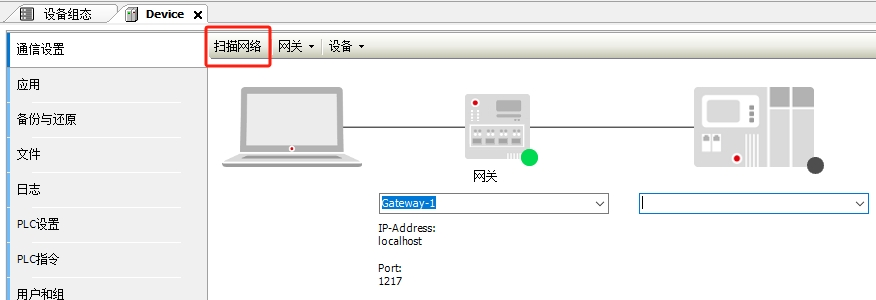 设备组态
Device
通信设置
扫描网络 网关 设备
应用
备份与还原
文件
日志
PLC设置
PLC指令
用户和组
网关
Gateway-1
IP-Address:
localhost
Port:
1217